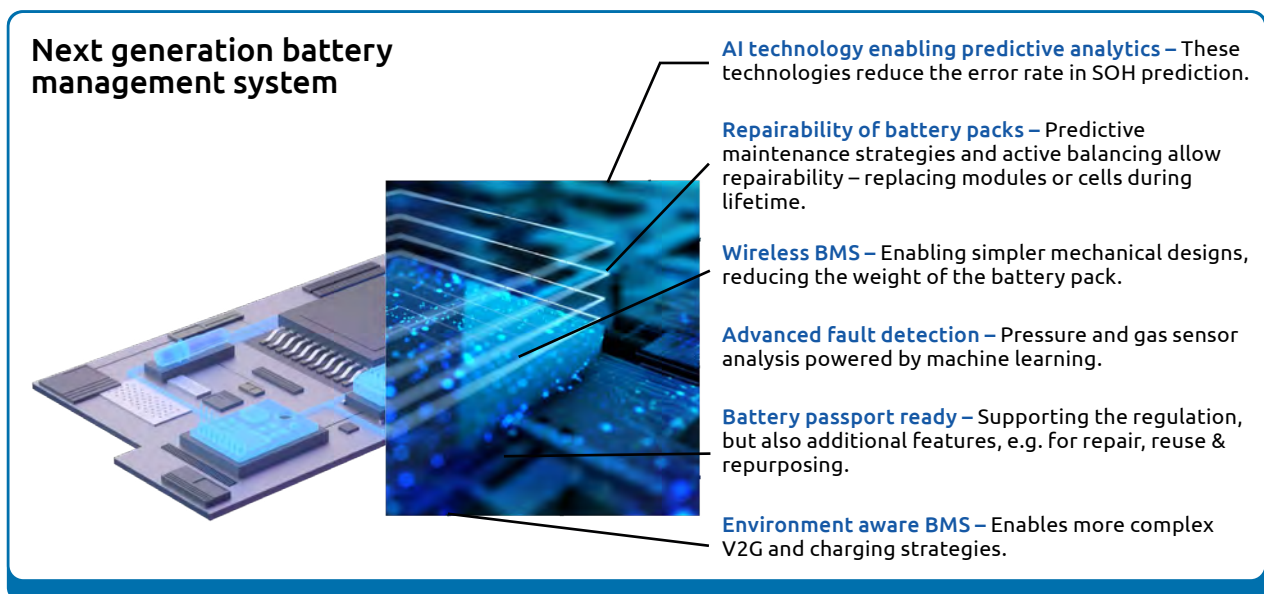 Next generation battery
management system
AI technology enabling predictive analytics – These
technologies reduce the error rate in SOH prediction.
Repairability of battery packs – Predictive
maintenance strategies and active balancing allow
repairability – replacing modules or cells during
lifetime.
Wireless BMS – Enabling simpler mechanical designs,
reducing the weight of the battery pack.
Advanced fault detection – Pressure and gas sensor
analysis powered by machine learning.
Battery passport ready – Supporting the regulation,
but also additional features, e.g. for repair, reuse &
repurposing.
Environment aware BMS – Enables more complex
V2G and charging strategies.